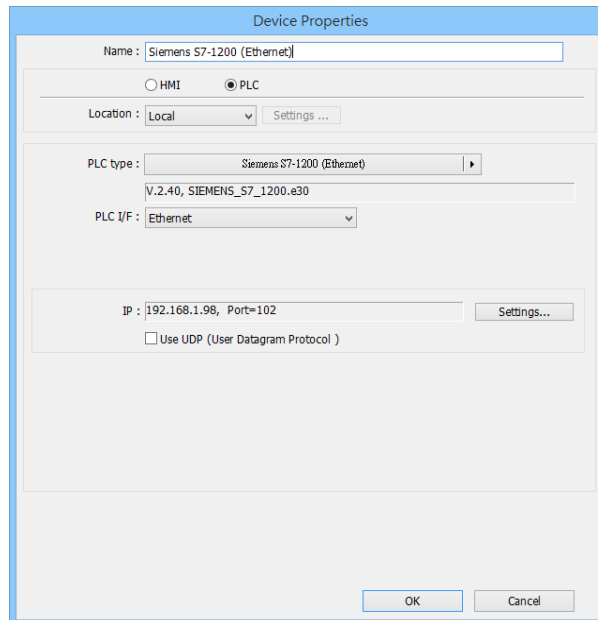 Device Properties
Name : Siemens S7-1200 (Ethernet)
HMI PLC
Location : Local Settings ...
PLC type : Siemens S7-1200 (Ethernet)
V.2.40, SIEMENS_S7_1200.e30
PLC I/F : Ethernet
IP : 192.168.1.98, Port=102 Settings...
Use UDP (User Datagram Protocol )
OK Cancel